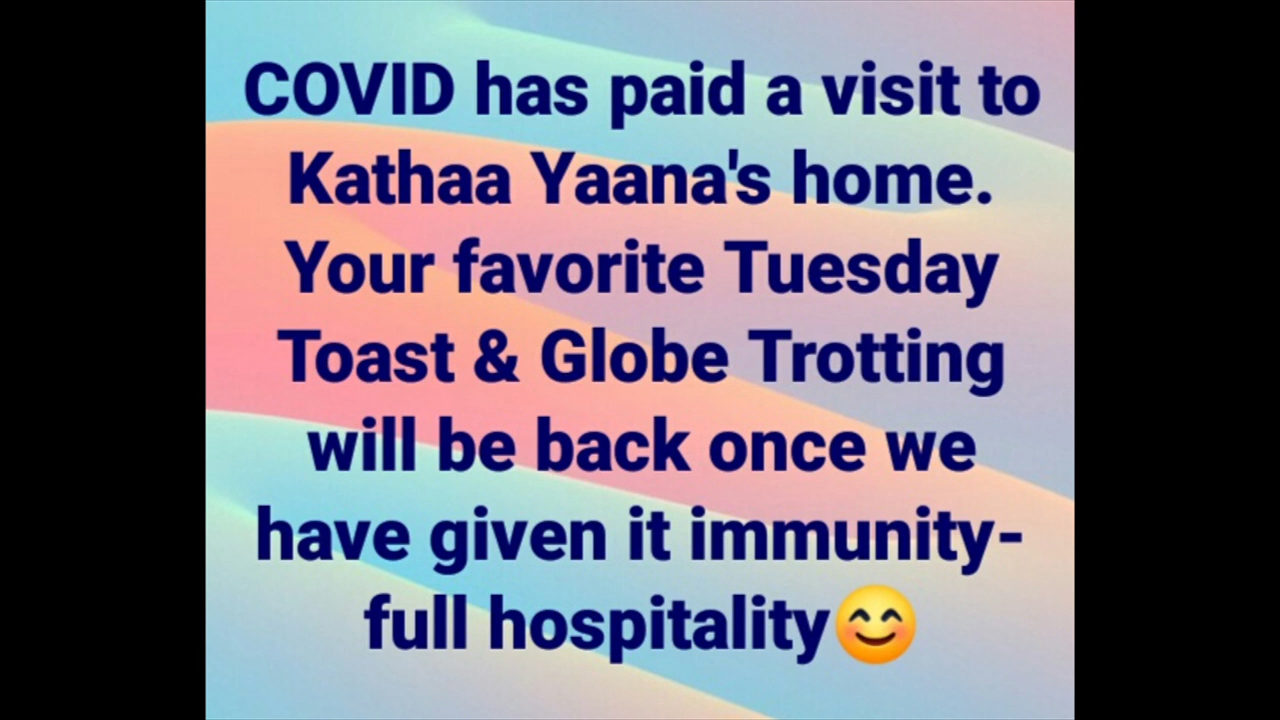 COVID has paid a visit to
Kathaa Yaana's home.
Your favorite Tuesday
Toast & Globe Trotting
will be back once we
have given it immunity-
full hospitality😊